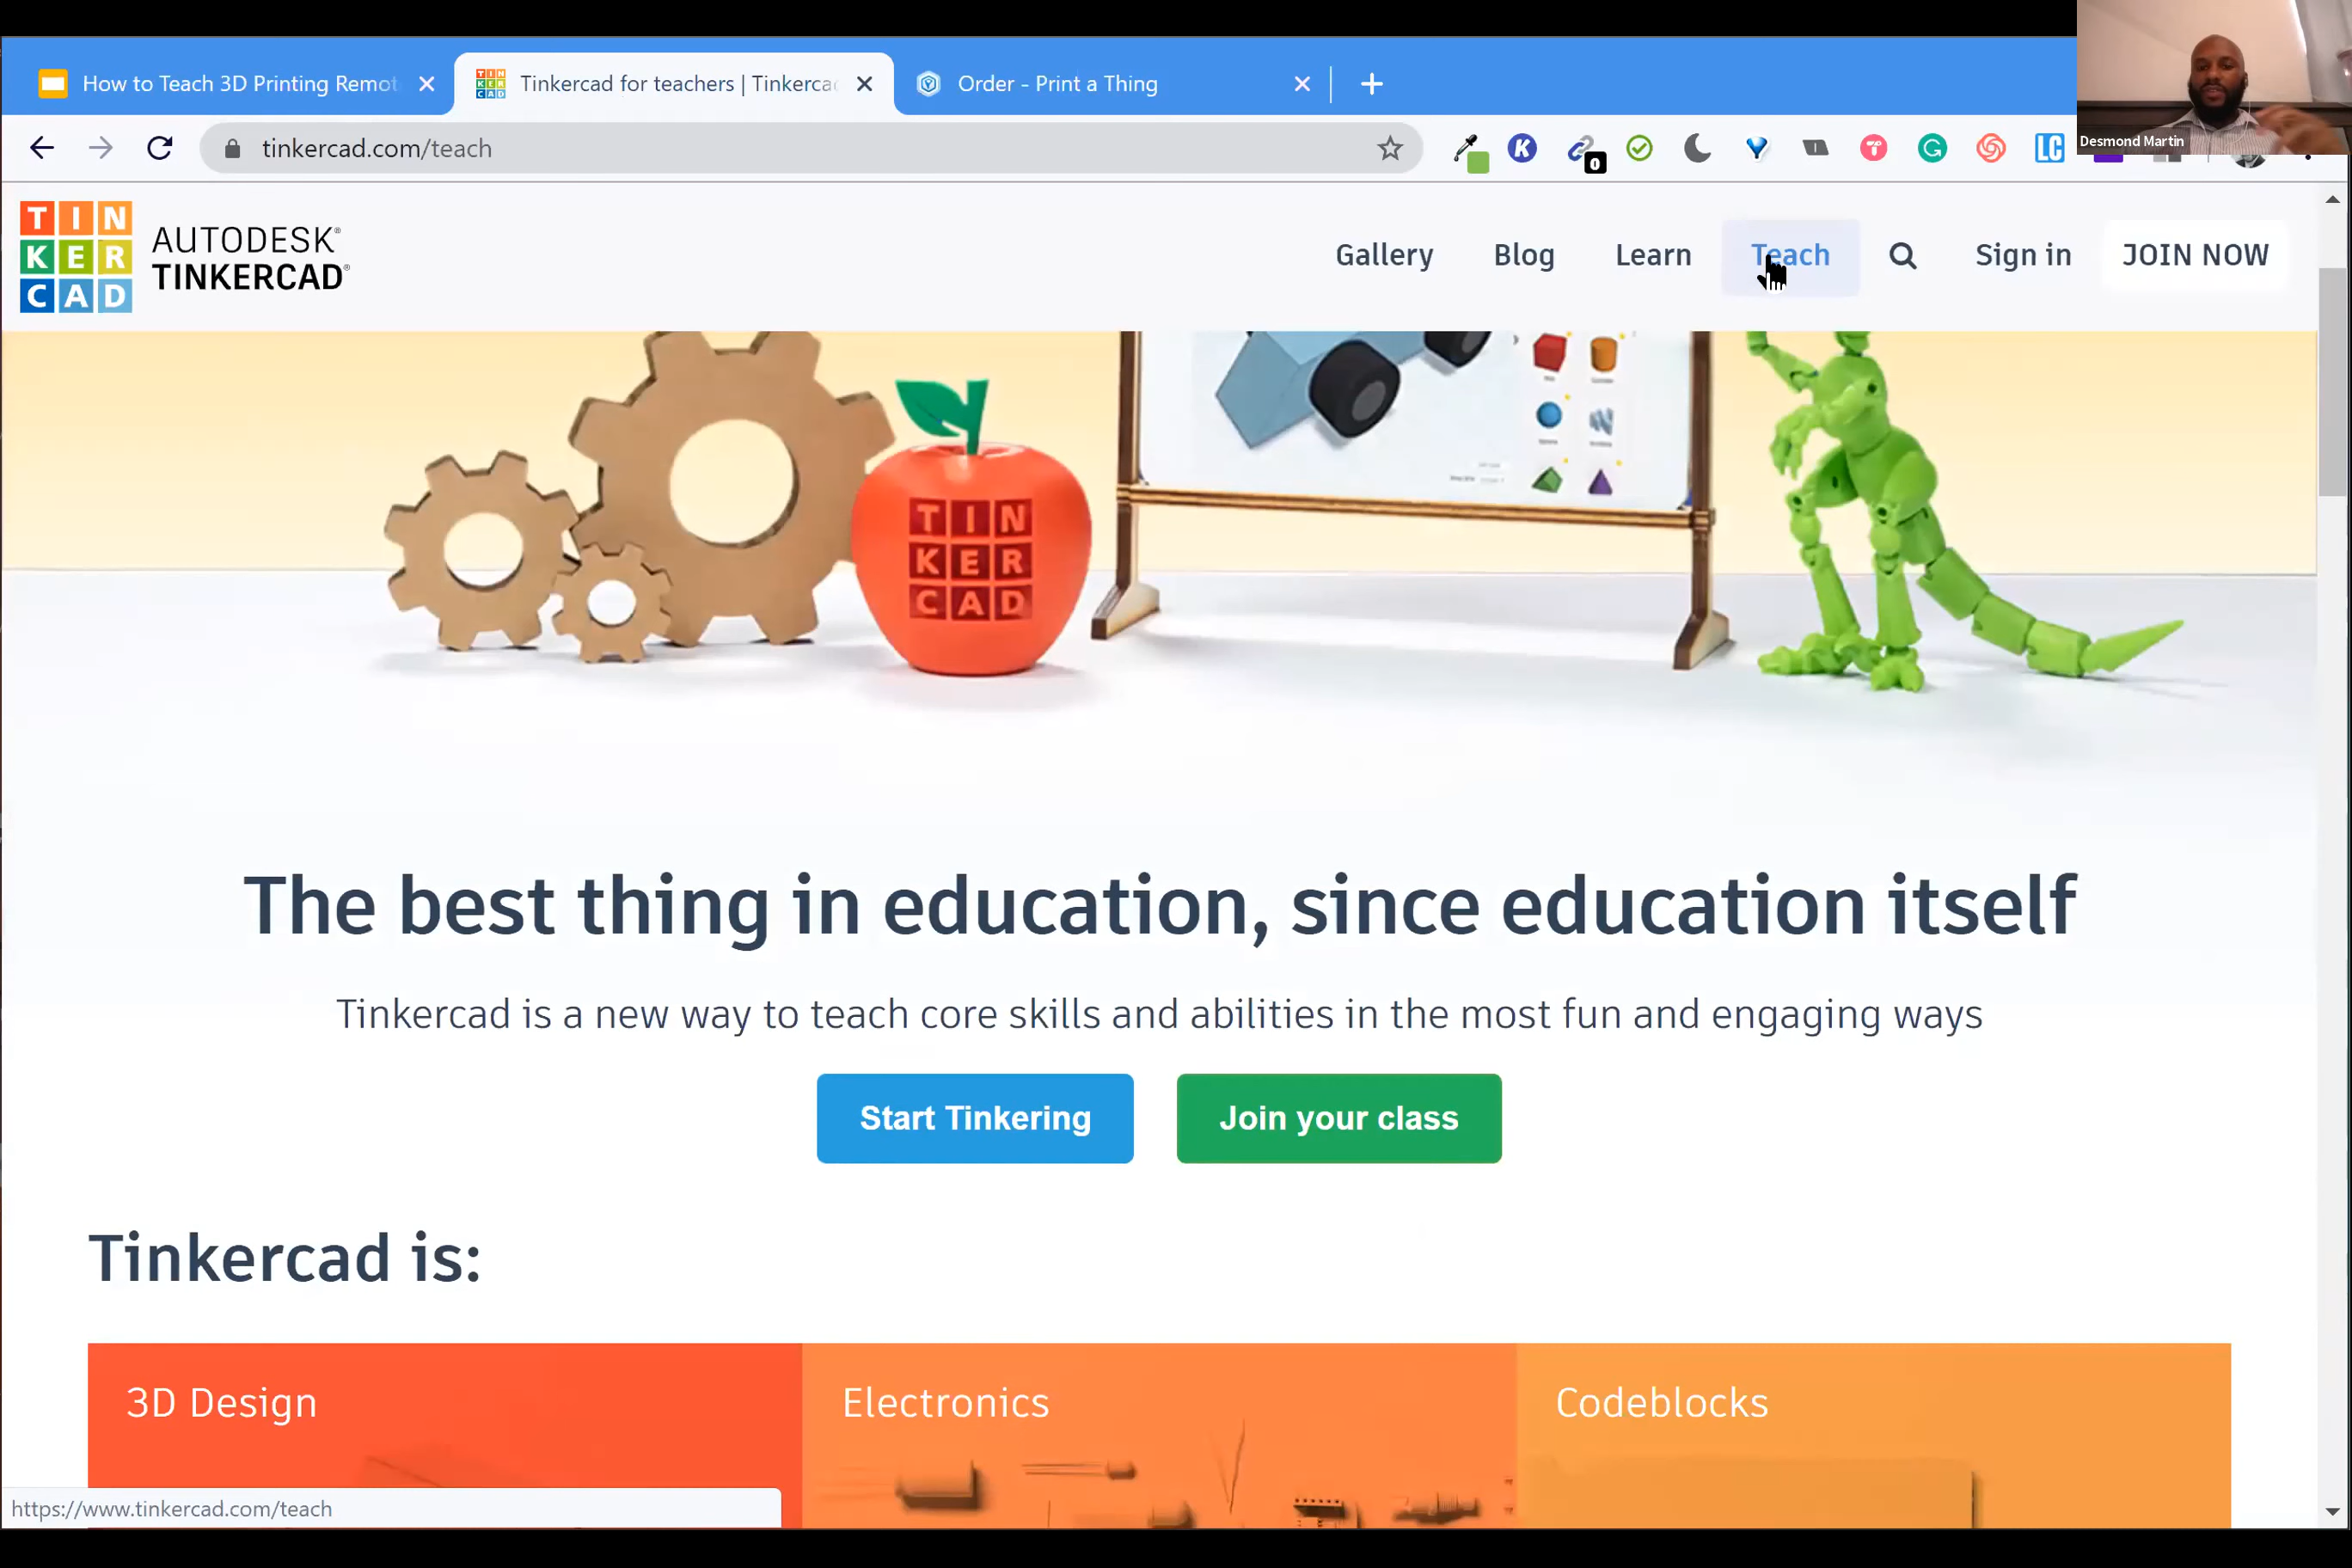 How to Teach 3D Printing Remot
Tinkercad for teachers | Tinkercad
Order - Print a Thing
tinkercad.com/teach
Desmond Martin
TIN
KER
CAD
AUTODESK®
TINKERCAD®
Gallery
Blog
Learn
Teach
Sign in
JOIN NOW
TIN
KER
CAD
The best thing in education, since education itself
Tinkercad is a new way to teach core skills and abilities in the most fun and engaging ways
Start Tinkering
Join your class
Tinkercad is:
3D Design
Electronics
Codeblocks
https://www.tinkercad.com/teach